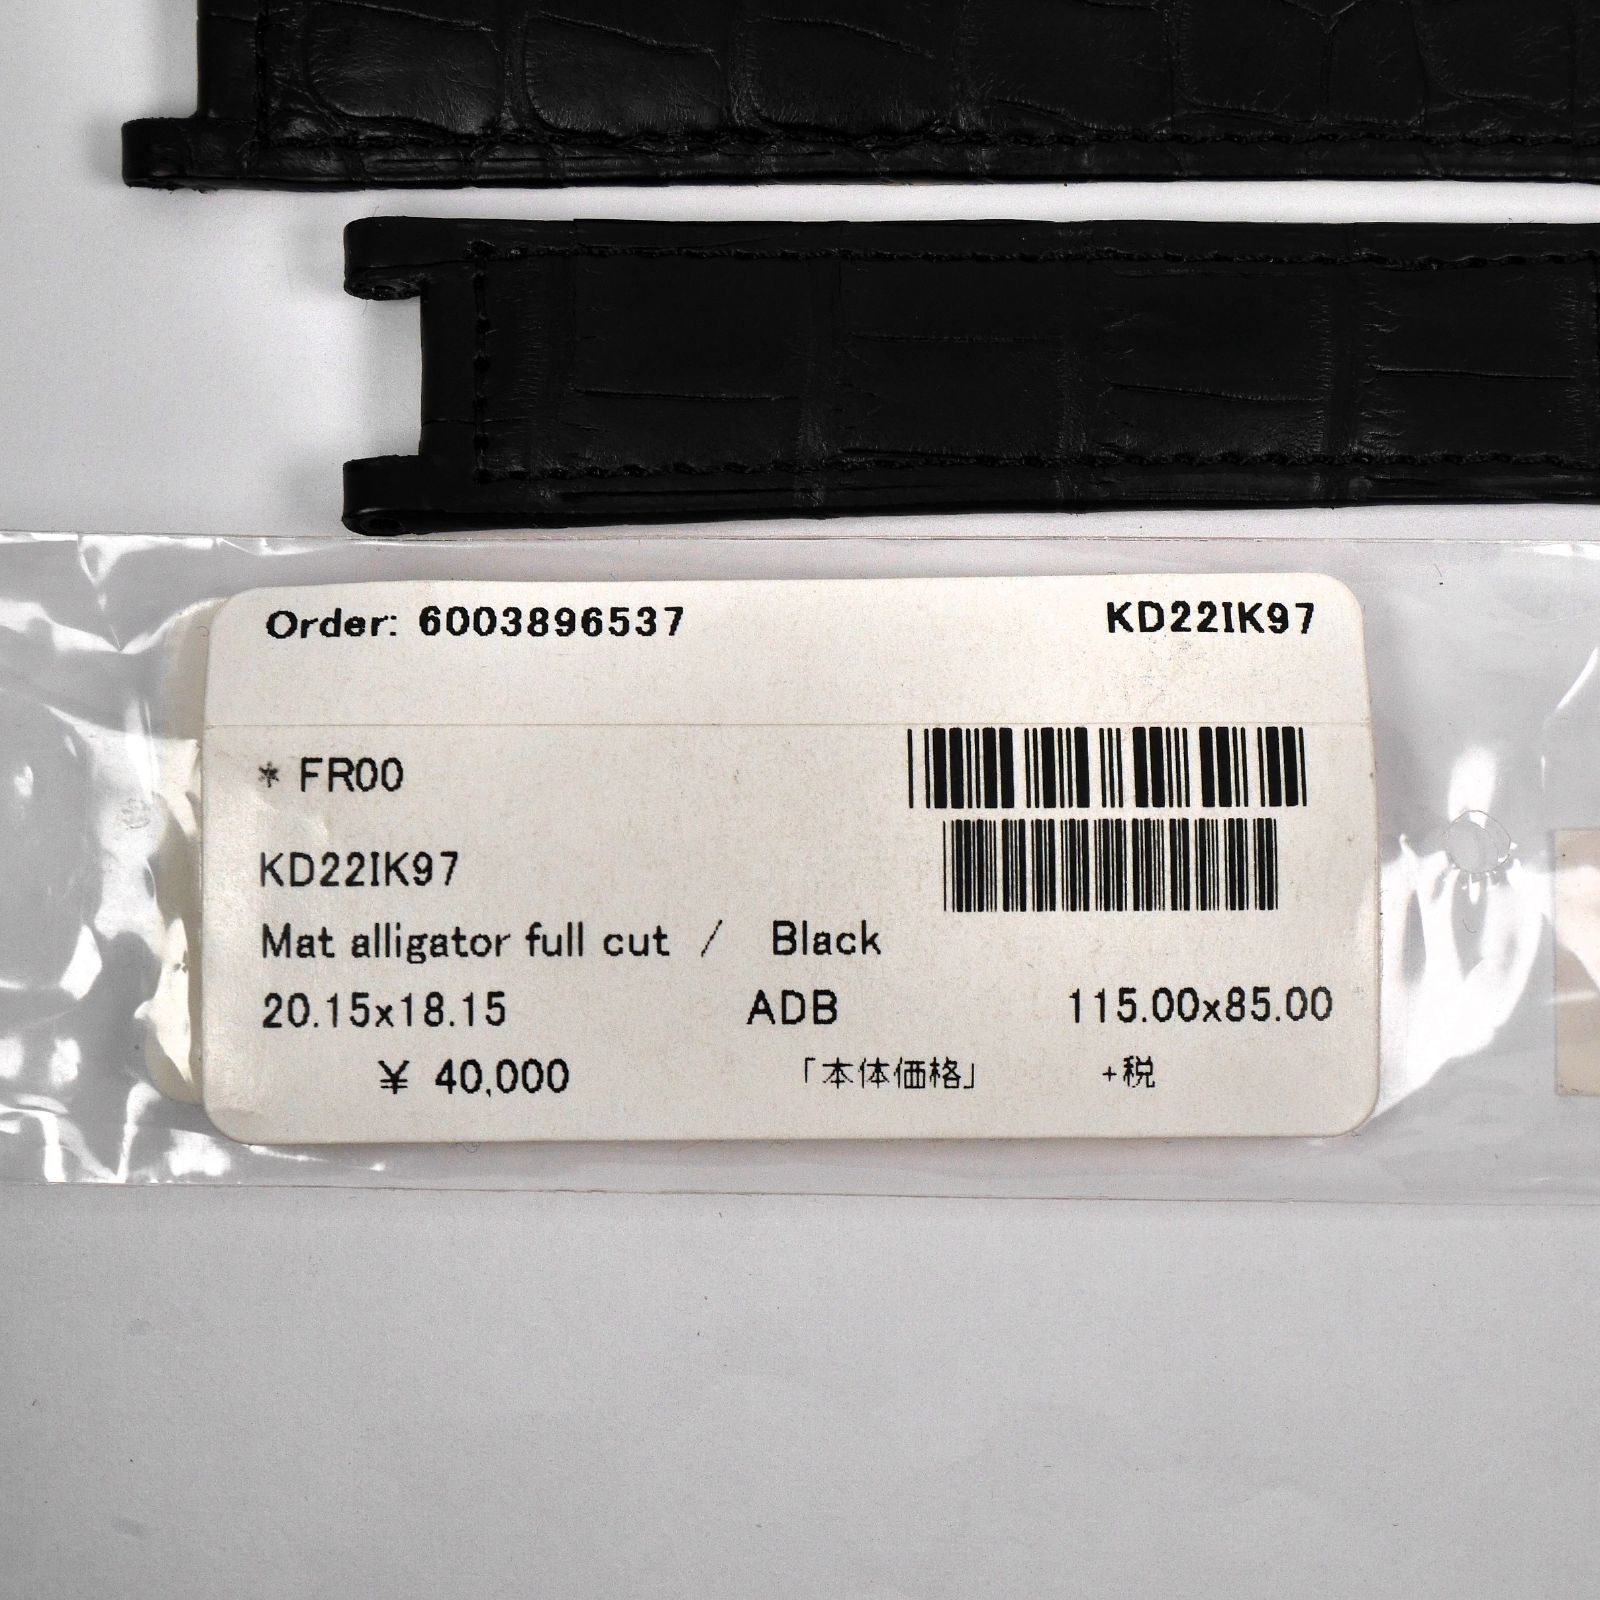 Order: 6003896537 KD22IK97
* FR00
KD22IK97
Mat alligator full cut / Black
20.15x18.15 ADB 115.00x85.00
¥ 40,000 「本体価格」 +税